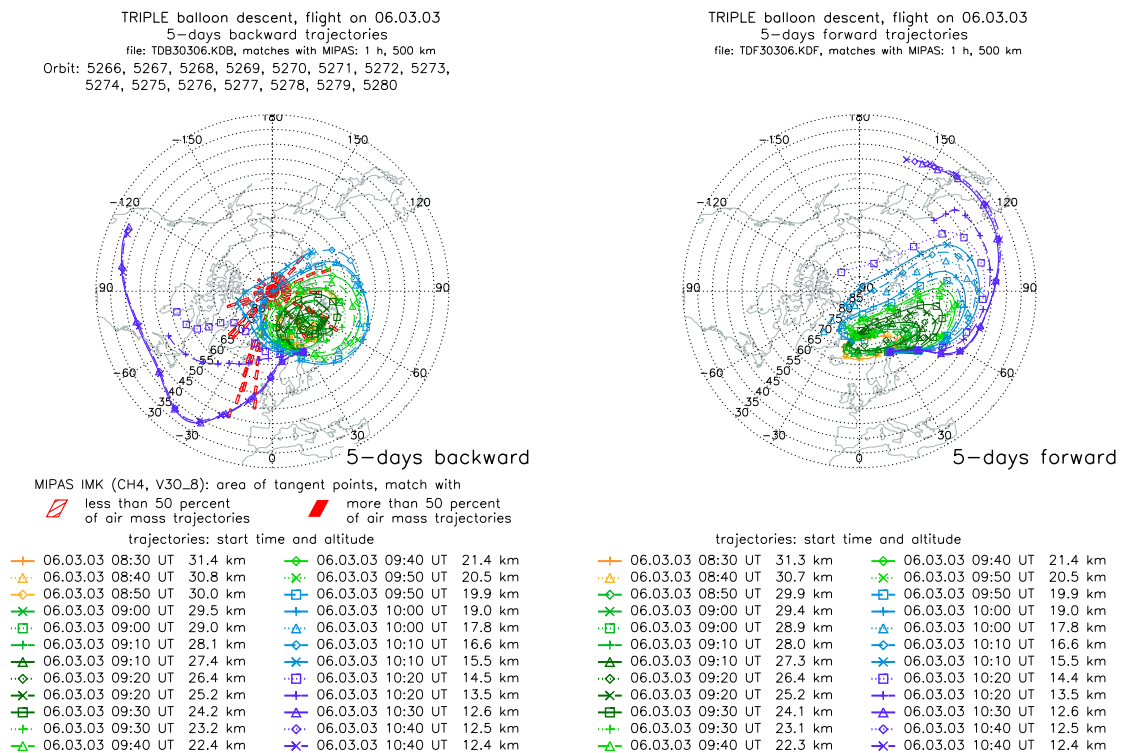 TRIPLE balloon descent, flight on 06.03.03
5-days backward trajectories
file: TDB30306.KDB, matches with MIPAS: 1 h, 500 km
Orbit: 5266, 5267, 5268, 5269, 5270, 5271, 5272, 5273,
5274, 5275, 5276, 5277, 5278, 5279, 5280
180
-150
150
-120
120
90
90
-60
60
-30
30
0
80
65
60
55
50
45
40
35
30
5-days backward
MIPAS IMK (CH4, V3O_8): area of tangent points, match with
less than 50 percent
of air mass trajectories
more than 50 percent
of air mass trajectories
trajectories: start time and altitude
06.03.03 08:30 UT 31.4 km
06.03.03 08:40 UT 30.8 km
06.03.03 08:50 UT 30.0 km
06.03.03 09:00 UT 29.5 km
06.03.03 09:00 UT 29.0 km
06.03.03 09:10 UT 28.1 km
06.03.03 09:10 UT 27.4 km
06.03.03 09:20 UT 26.4 km
06.03.03 09:20 UT 25.2 km
06.03.03 09:30 UT 24.2 km
06.03.03 09:30 UT 23.2 km
06.03.03 09:40 UT 22.4 km
06.03.03 09:40 UT 21.4 km
06.03.03 09:50 UT 20.5 km
06.03.03 09:50 UT 19.9 km
06.03.03 10:00 UT 19.0 km
06.03.03 10:00 UT 17.8 km
06.03.03 10:10 UT 16.6 km
06.03.03 10:10 UT 15.5 km
06.03.03 10:20 UT 14.5 km
06.03.03 10:20 UT 13.5 km
06.03.03 10:30 UT 12.6 km
06.03.03 10:40 UT 12.5 km
06.03.03 10:40 UT 12.4 km
TRIPLE balloon descent, flight on 06.03.03
5-days forward trajectories
file: TDF30306.KDF, matches with MIPAS: 1 h, 500 km
180
-150
150
-120
120
-90
90
-60
60
-30
30
0
85
80
75
70
65
60
55
50
45
40
35
30
5-days forward
trajectories: start time and altitude
06.03.03 08:30 UT 31.3 km
06.03.03 08:40 UT 30.7 km
06.03.03 08:50 UT 29.9 km
06.03.03 09:00 UT 29.4 km
06.03.03 09:00 UT 28.9 km
06.03.03 09:10 UT 28.0 km
06.03.03 09:10 UT 27.3 km
06.03.03 09:20 UT 26.4 km
06.03.03 09:20 UT 25.2 km
06.03.03 09:30 UT 24.1 km
06.03.03 09:30 UT 23.1 km
06.03.03 09:40 UT 22.3 km
06.03.03 09:40 UT 21.4 km
06.03.03 09:50 UT 20.5 km
06.03.03 09:50 UT 19.9 km
06.03.03 10:00 UT 19.0 km
06.03.03 10:00 UT 17.8 km
06.03.03 10:10 UT 16.6 km
06.03.03 10:10 UT 15.5 km
06.03.03 10:20 UT 14.4 km
06.03.03 10:20 UT 13.5 km
06.03.03 10:30 UT 12.6 km
06.03.03 10:40 UT 12.5 km
06.03.03 10:40 UT 12.4 km